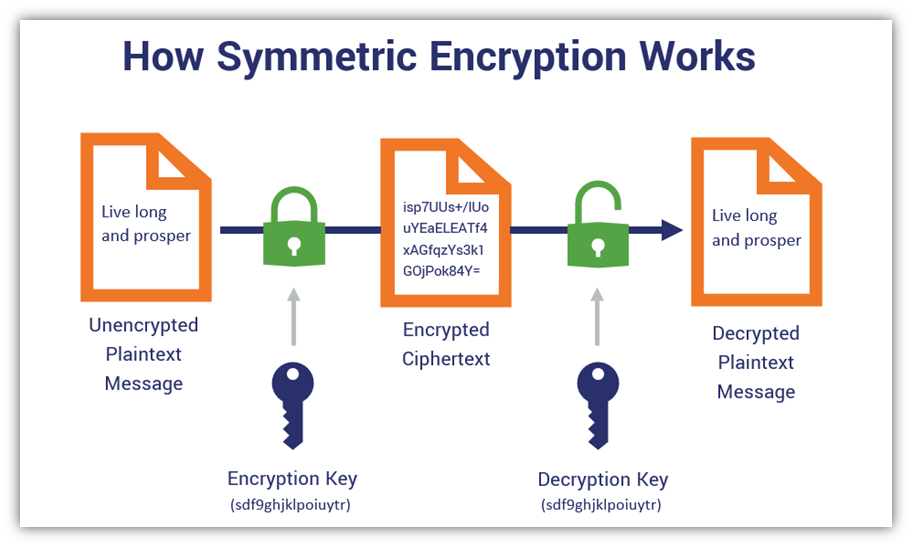 How Symmetric Encryption Works
Live long
and prosper
isp7UUs+/IUo
uYEaELEATf4
xAGfqzYs3k1
GOjPok84Y=
Live long
and prosper
Unencrypted
Plaintext
Message
Encrypted
Ciphertext
Decrypted
Plaintext
Message
Encryption Key
(sdf9ghjklpoiuytr)
Decryption Key
(sdf9ghjklpoiuytr)